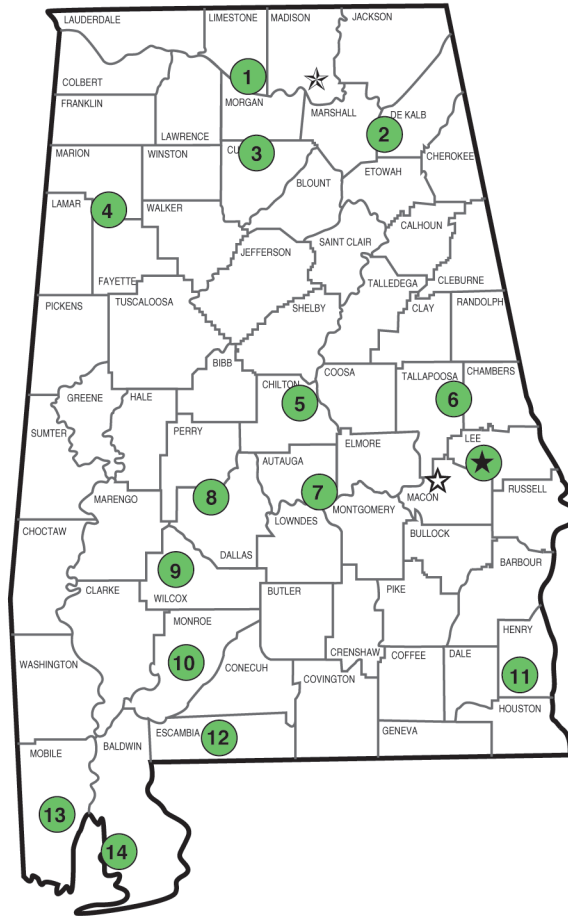 LAUDERDALE
LIMESTONE
MADISON
JACKSON
COLBERT
1
FRANKLIN
MORGAN
MARSHALL
DE KALB
2
LAWRENCE
CU
3
MARION
WINSTON
CHEROKEE
ETOWAH
BLOUNT
LAMAR
4
WALKER
CALHOUN
SAINT CLAIR
JEFFERSON
FAYETTE
TALLEDEGA
CLEBURNE
PICKENS
TUSCALOOSA
SHELBY
CLAY
RANDOLPH
BIBB
COOSA
TALLAPOOSA
CHAMBERS
CHILTON
5
GREENE
HALE
6
SUMTER
PERRY
ELMORE
LEE
AUTAUGA
MARENGO
8
7
MACON
RUSSELL
LOWNDES
MONTGOMERY
CHOCTAW
BULLOCK
DALLAS
BARBOUR
9
CLARKE
WILCOX
BUTLER
PIKE
MONROE
HENRY
WASHINGTON
10
CONECUH
CRENSHAW
COFFEE
DALE
11
COVINGTON
HOUSTON
ESCAMBIA
12
GENEVA
MOBILE
BALDWIN
13
14